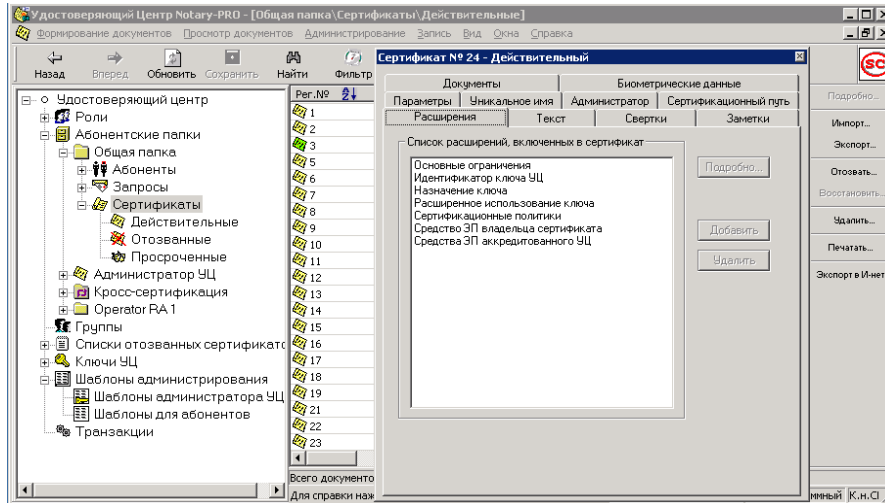 Удостоверяющий Центр Notary-PRO - [Общая папка\Сертификаты\Действительные]
Формирование документов Просмотр документов Администрирование Запись Вид Окна Справка
Назад Вперед Обновить Сохранить Найти Фильтр
Удостоверяющий центр
Роли
Абонентские папки
Общая папка
Абоненты
Запросы
Сертификаты
Действительные
Отозванные
Просроченные
Администратор УЦ
Кросс-сертификация
Operator RA 1
Группы
Списки отозванных сертификатс
Ключи УЦ
Шаблоны администрирования
Шаблоны администратора УЦ
Шаблоны для абонентов
Транзакции
Рег.№
1
2
3
5
6
7
8
9
10
11
12
13
14
15
16
17
18
19
21
22
23
Всего документо
Для справки наж
Сертификат № 24 - Действительный
Документы Биометрические данные
Параметры Уникальное имя Администратор Сертификационный путь
Расширения Текст Свертки Заметки
Список расширений, включенных в сертификат
Основные ограничения
Идентификатор ключа УЦ
Назначение ключа
Расширенное использование ключа
Сертификационные политики
Средство ЭП владельца сертификата
Средства ЭП аккредитованного УЦ
Подробно...
Добавить
Удалить
SC
Подробно...
Импорт...
Экспорт...
Отозвать...
Восстановить...
Удалить...
Печатать...
Экспорт в И-нет
ммный К.н.О